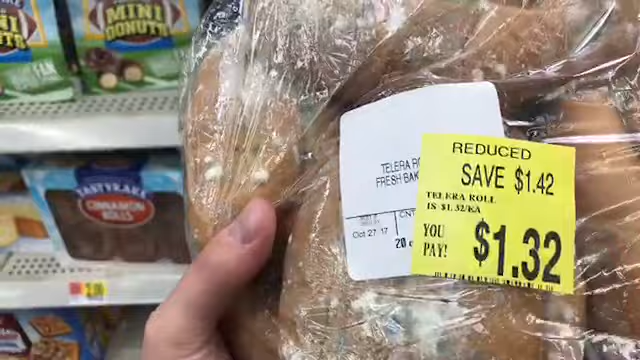 MINI
DONUTS
TASTYKAKE
CINNAMON
ROLLS
TELERA
FRESH
Oct 27 17
CNT
20
REDUCED
SAVE $1.42
TELERA ROLL
IS $1.32/EA
YOU
PAY!
$1.32